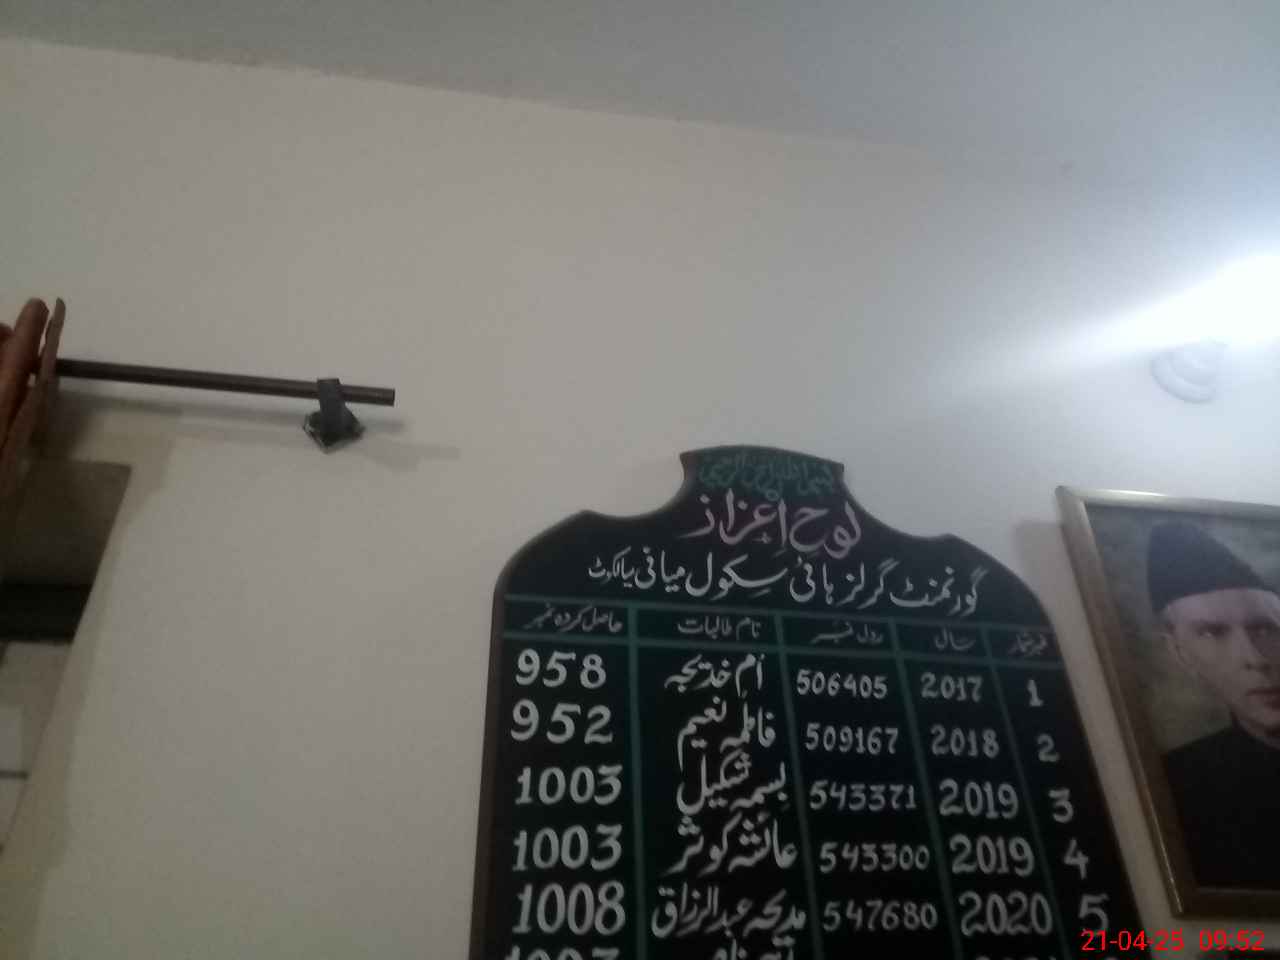 بسم اللہ الرحمن الرحیم
لوحِ اعزاز
گورنمنٹ گرلز ہائی سکول میانی سیالکوٹ
نمبر شمار سال رول نمبر نام طالبات حاصل کردہ نمبر
1 2017 506405 اُم خدیجہ 958
2 2018 509167 فاطمہ نعیم 952
3 2019 543371 بسمہ شکیل 1003
4 2019 543300 عائشہ کوثر 1003
5 2020 547680 مدیحہ عبدالرزاق 1008
21-04-25 09:52